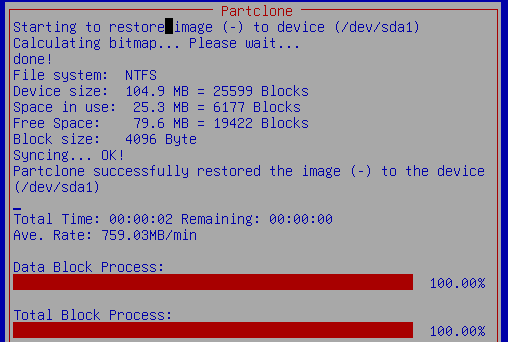 Partclone
Starting to restore image (-) to device (/dev/sda1)
Calculating bitmap... Please wait...
done!
File system:  NTFS
Device size:  104.9 MB = 25599 Blocks
Space in use:  25.3 MB = 6177 Blocks
Free Space:    79.6 MB = 19422 Blocks
Block size:   4096 Byte
Syncing... OK!
Partclone successfully restored the image (-) to the device
(/dev/sda1)
Total Time: 00:00:02 Remaining: 00:00:00
Ave. Rate: 759.03MB/min
Data Block Process:
100.00%
Total Block Process:
100.00%